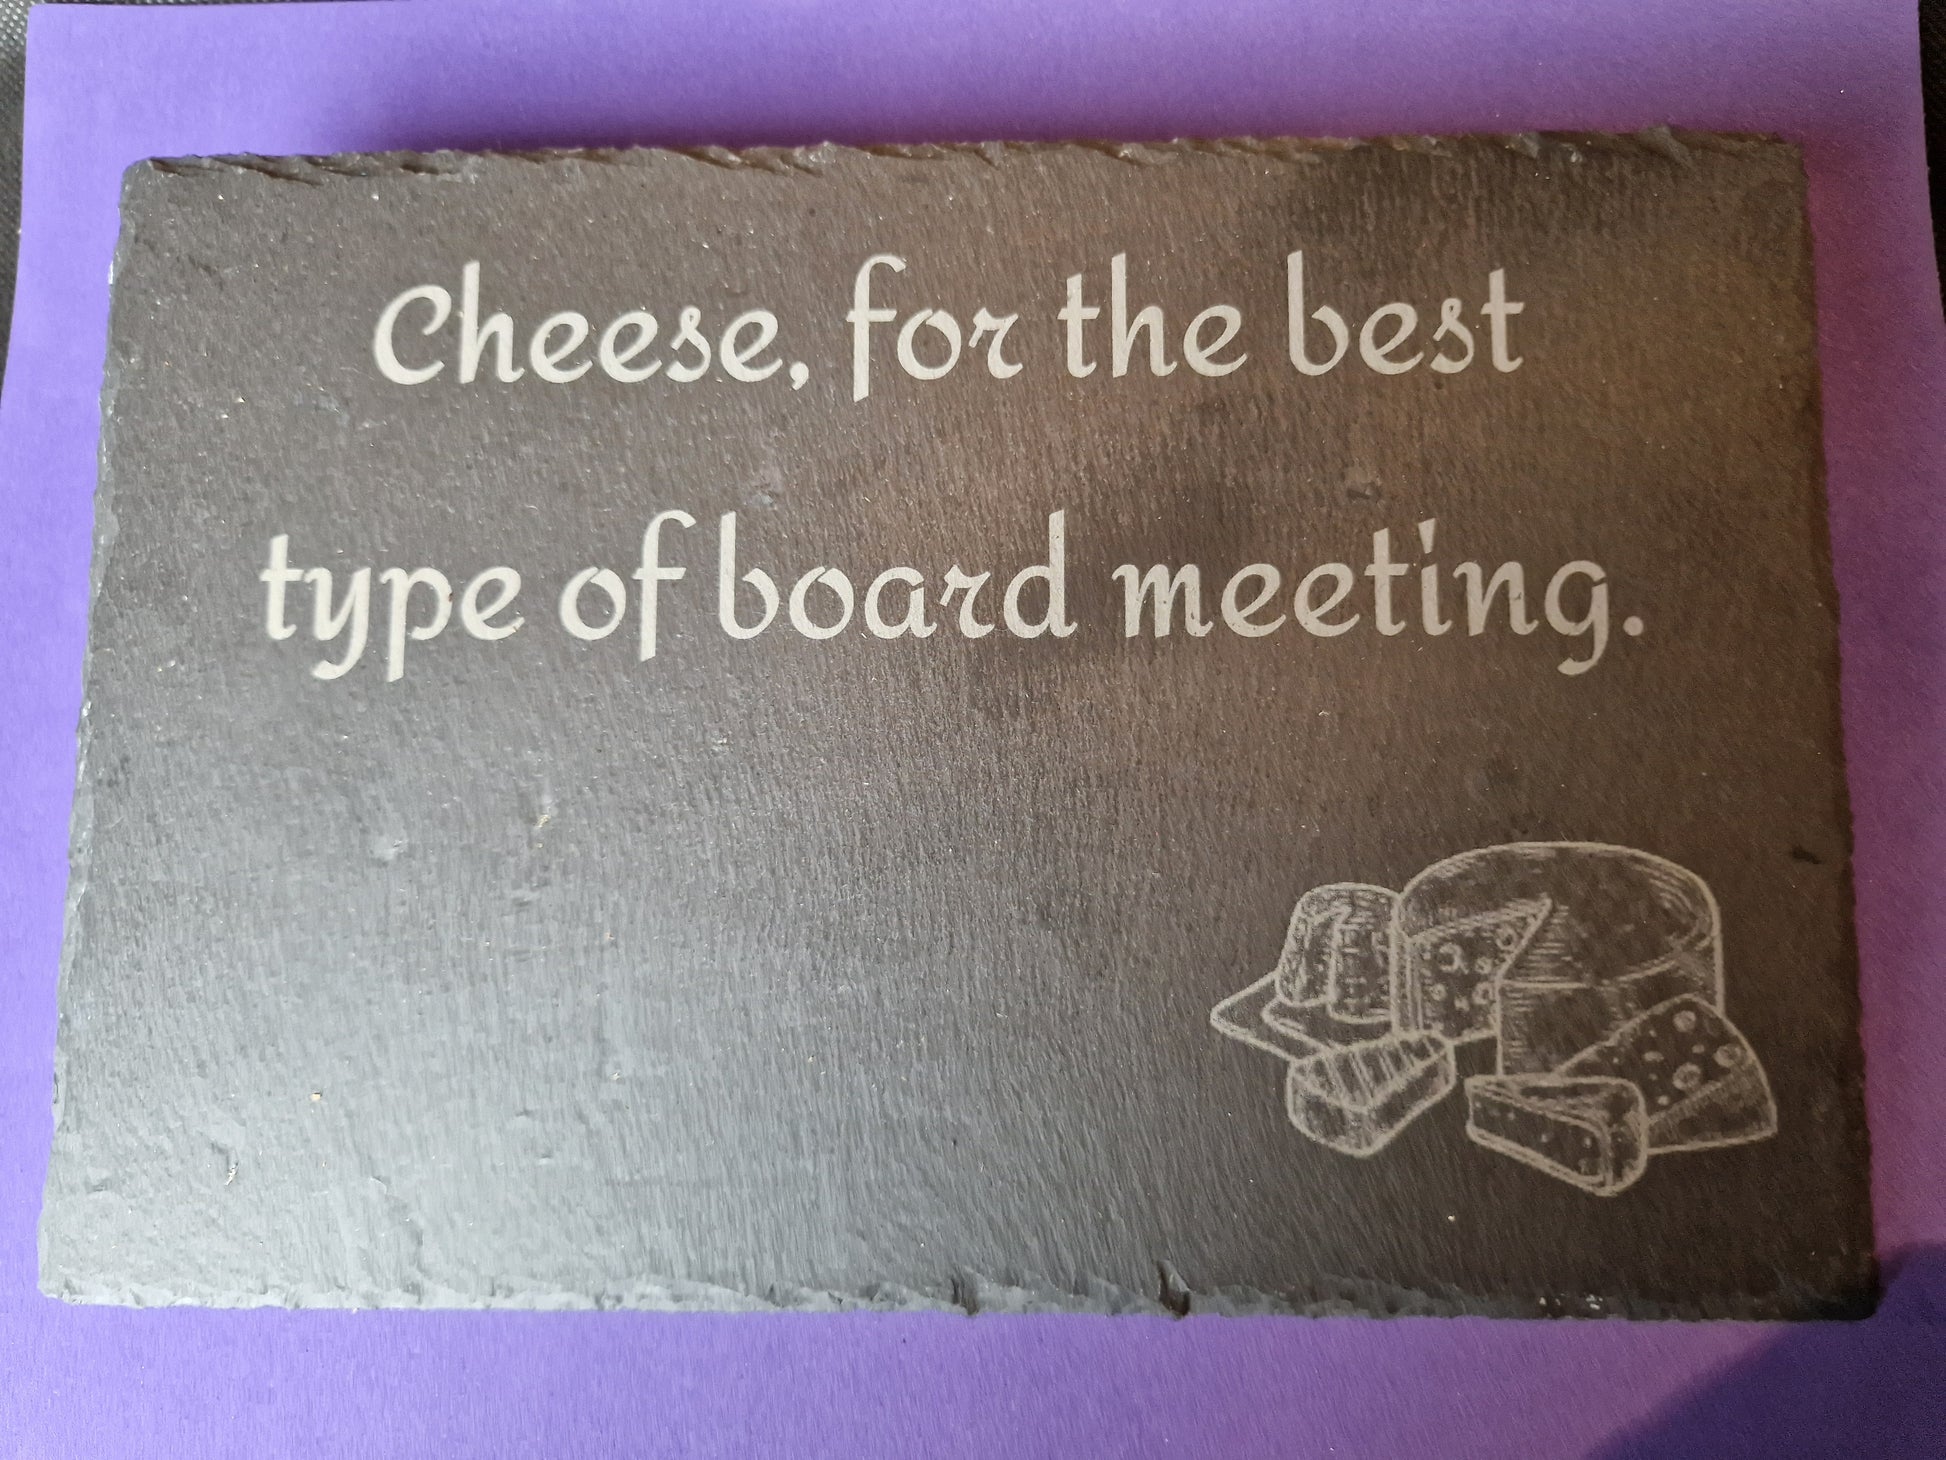 Cheese, for the best
type of board meeting.